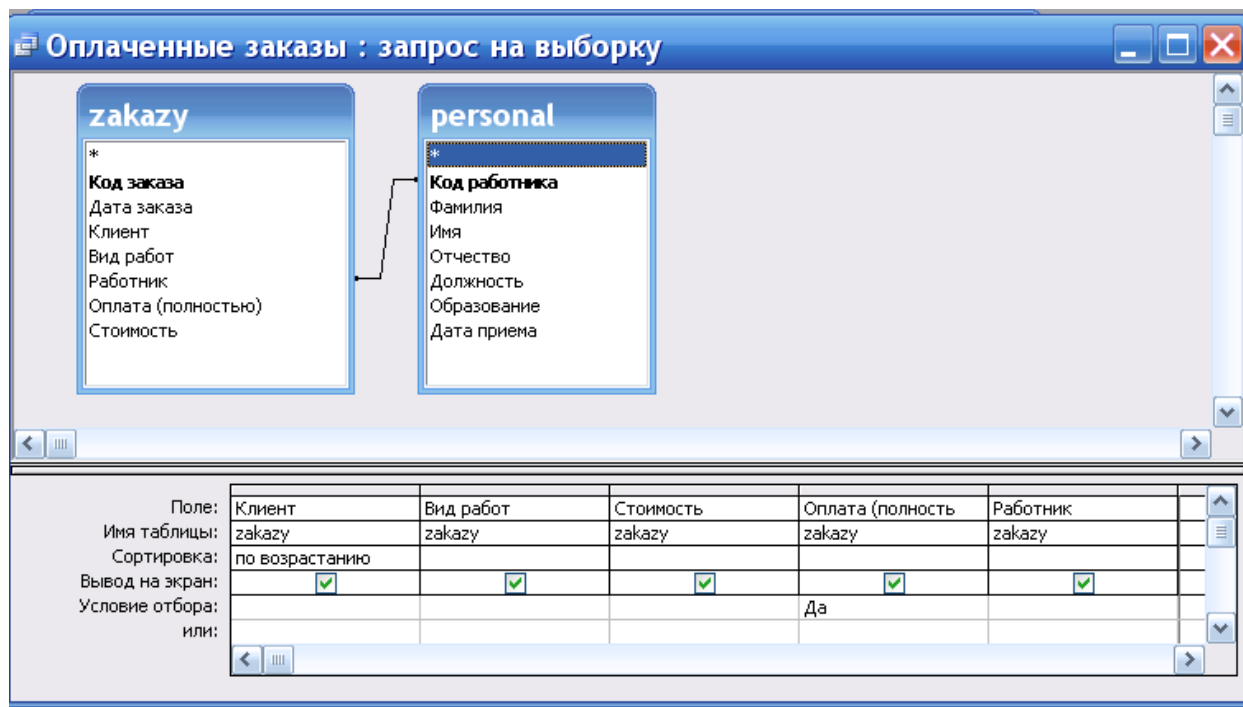 Оплаченные заказы : запрос на выборку
zakazy
*
Код заказа
Дата заказа
Клиент
Вид работ
Работник
Оплата (полностью)
Стоимость
personal
*
Код работника
Фамилия
Имя
Отчество
Должность
Образование
Дата приема
Поле: Клиент Вид работ Стоимость Оплата (полность Работник
Имя таблицы: zakazy zakazy zakazy zakazy zakazy
Сортировка: по возрастанию
Вывод на экран:
Условие отбора: Да
или: